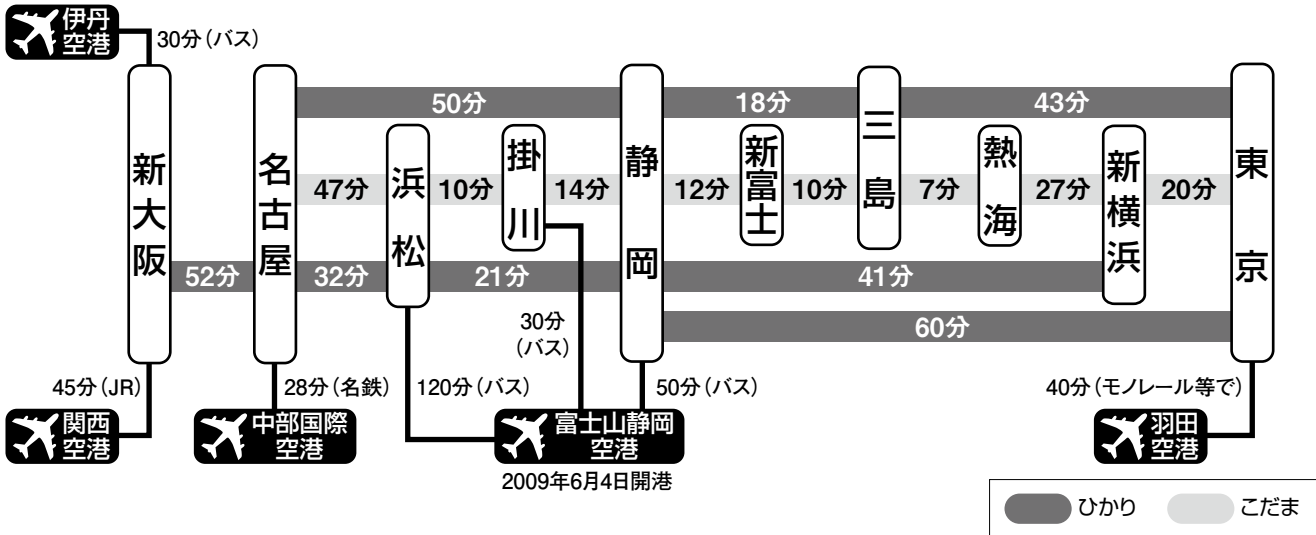 伊丹
空港
30分(バス)
50分
18分
43分
新大阪
名古屋
浜松
掛川
静岡
新富士
三島
熱海
新横浜
東京
47分
10分
14分
12分
10分
7分
27分
20分
52分
32分
21分
41分
60分
30分
(バス)
45分(JR)
28分(名鉄)
120分(バス)
50分(バス)
40分(モノレール等で)
関西
空港
中部国際
空港
富士山静岡
空港
羽田
空港
2009年6月4日開港
ひかり
こだま